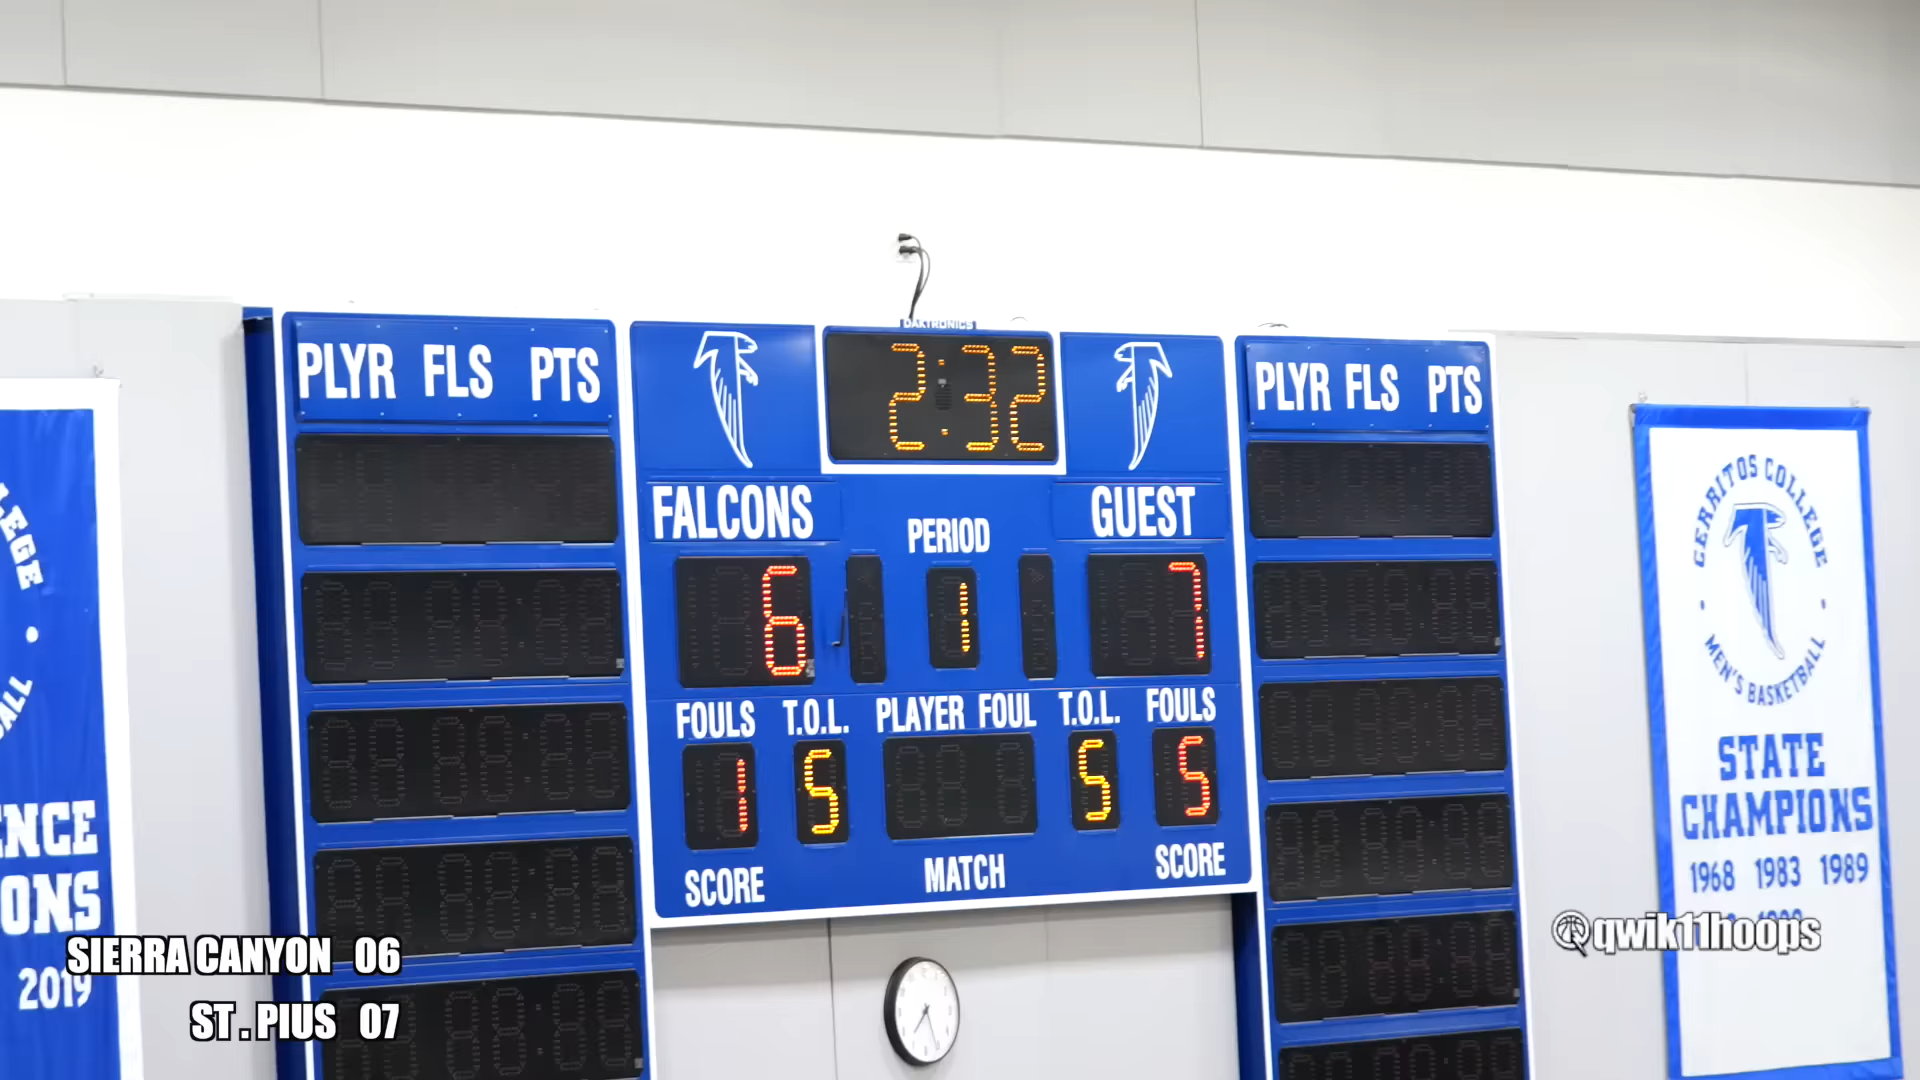 DAKTRONICS
PLYR FLS PTS
2:32
PLYR FLS PTS
FALCONS
GUEST
PERIOD
6
1
7
FOULS T.O.L. PLAYER FOUL T.O.L. FOULS
1 5 5 5
SCORE MATCH SCORE
CERRITOS COLLEGE
MEN'S BASKETBALL
STATE
CHAMPIONS
1968 1983 1989
2019
SIERRA CANYON 06
ST. PIUS 07
@qwik11hoops